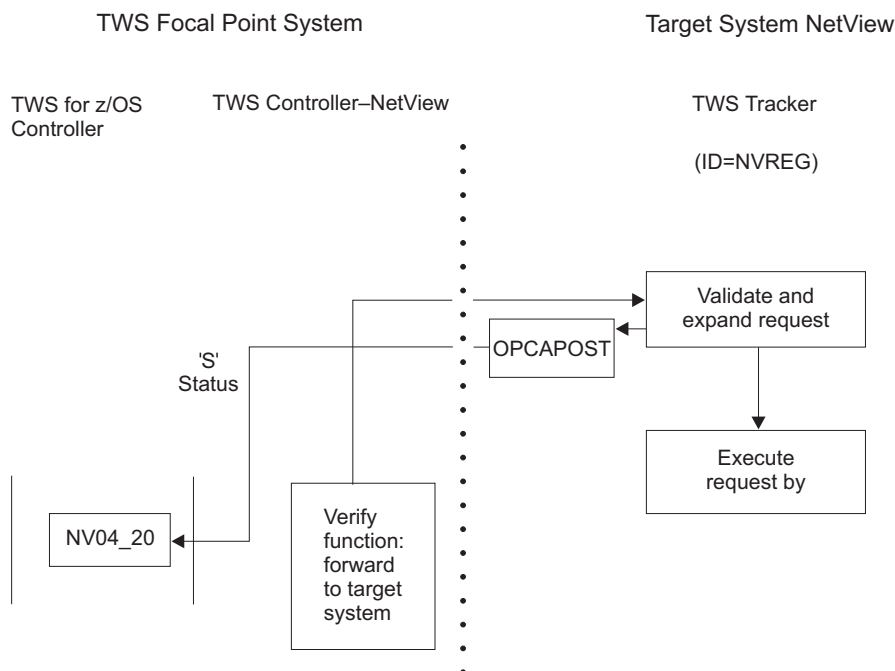 TWS Focal Point System
Target System NetView
TWS for z/OS
Controller
TWS Controller–NetView
TWS Tracker
(ID=NVREG)
Validate and
expand request
OPCAPOST
'S'
Status
Execute
request by
NV04_20
Verify
function:
forward
to target
system